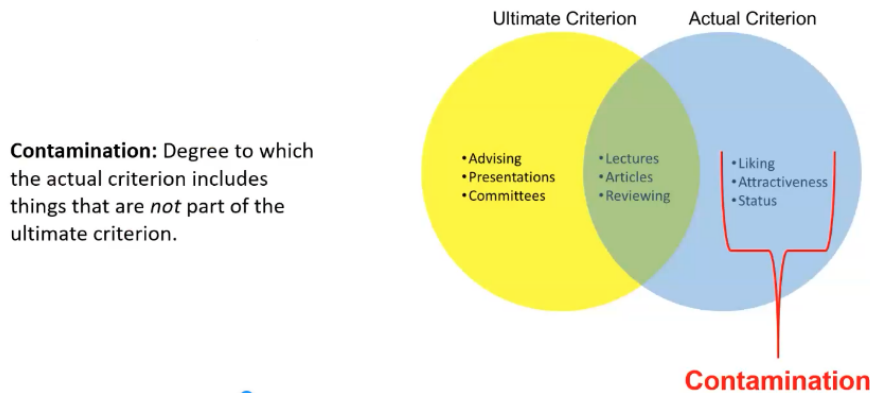 Ultimate Criterion
Actual Criterion
Contamination: Degree to which
the actual criterion includes
things that are not part of the
ultimate criterion.
•Advising
•Presentations
•Committees
•Lectures
•Articles
•Reviewing
•Liking
•Attractiveness
•Status
Contamination